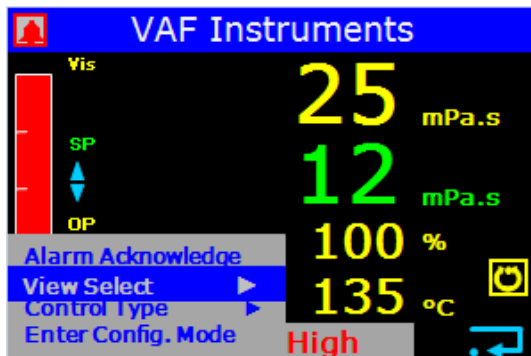 VAF Instruments
Vis
25 mPa.s
SP
12 mPa.s
OP
100 %
Alarm Acknowledge
View Select
135 °C
Control Type
Enter Config. Mode
High